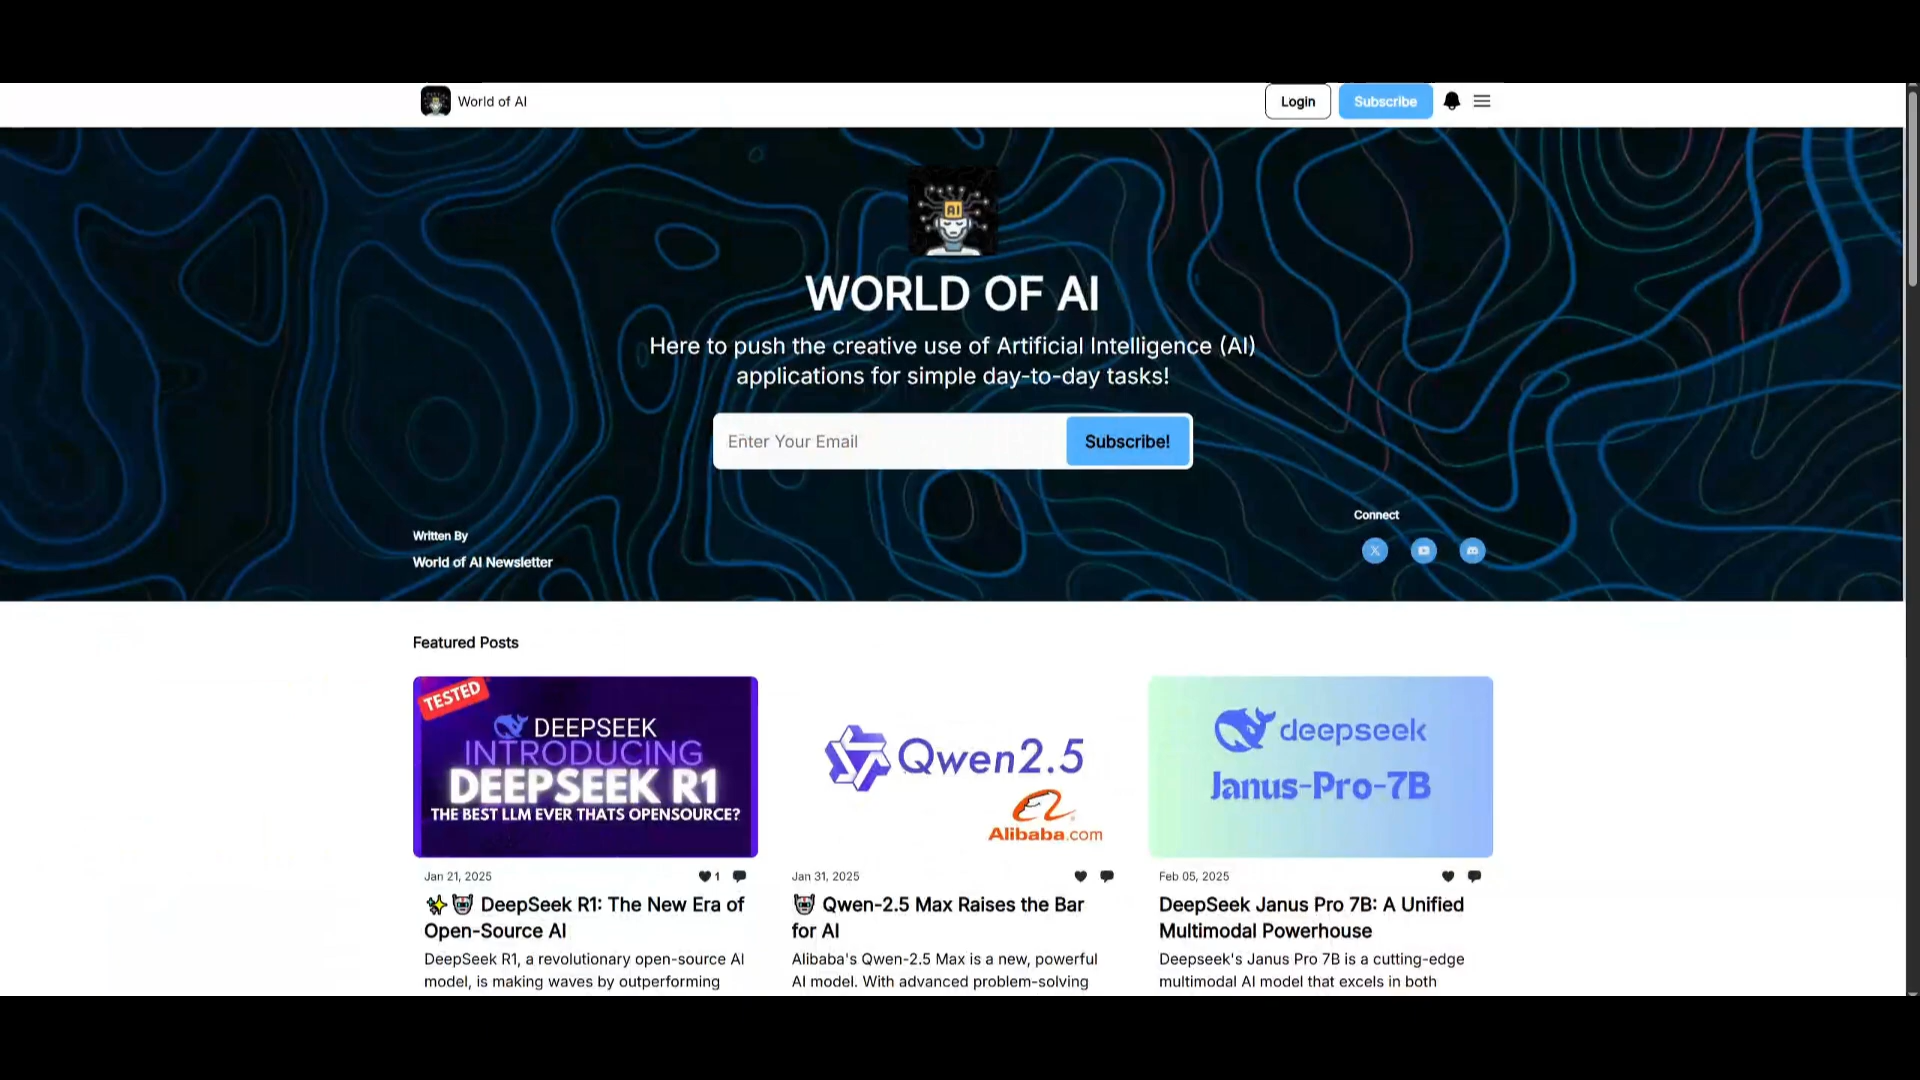 World of AI
Login
Subscribe
AI
WORLD OF AI
Here to push the creative use of Artificial Intelligence (AI)
applications for simple day-to-day tasks!
Enter Your Email
Subscribe!
Connect
Written By
World of AI Newsletter
Featured Posts
TESTED
DEEPSEEK
INTRODUCING
DEEPSEEK R1
THE BEST LLM EVER THATS OPENSOURCE?
Jan 21, 2025
1
DeepSeek R1: The New Era of
Open-Source AI
DeepSeek R1, a revolutionary open-source AI
model, is making waves by outperforming
Qwen2.5
Alibaba.com
Jan 31, 2025
Qwen-2.5 Max Raises the Bar
for AI
Alibaba's Qwen-2.5 Max is a new, powerful
AI model. With advanced problem-solving
deepseek
Janus-Pro-7B
Feb 05, 2025
DeepSeek Janus Pro 7B: A Unified
Multimodal Powerhouse
Deepseek's Janus Pro 7B is a cutting-edge
multimodal AI model that excels in both